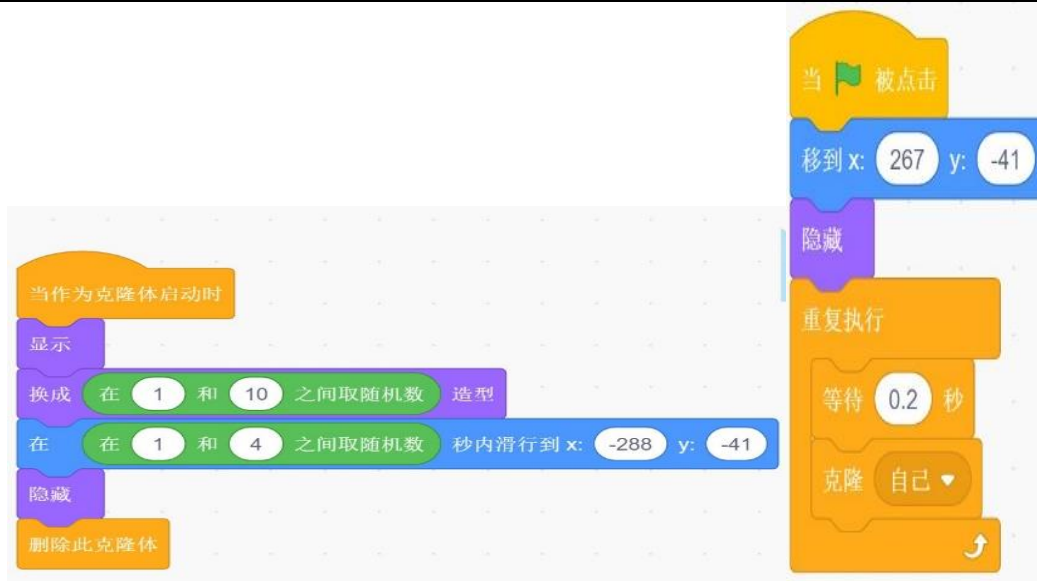 当作为克隆体启动时
显示
换成 在 1 和 10 之间取随机数 造型
在 在 1 和 4 之间取随机数 秒内滑行到 x: -288 y: -41
隐藏
删除此克隆体
当 被点击
移到 x: 267 y: -41
隐藏
重复执行
等待 0.2 秒
克隆 自己